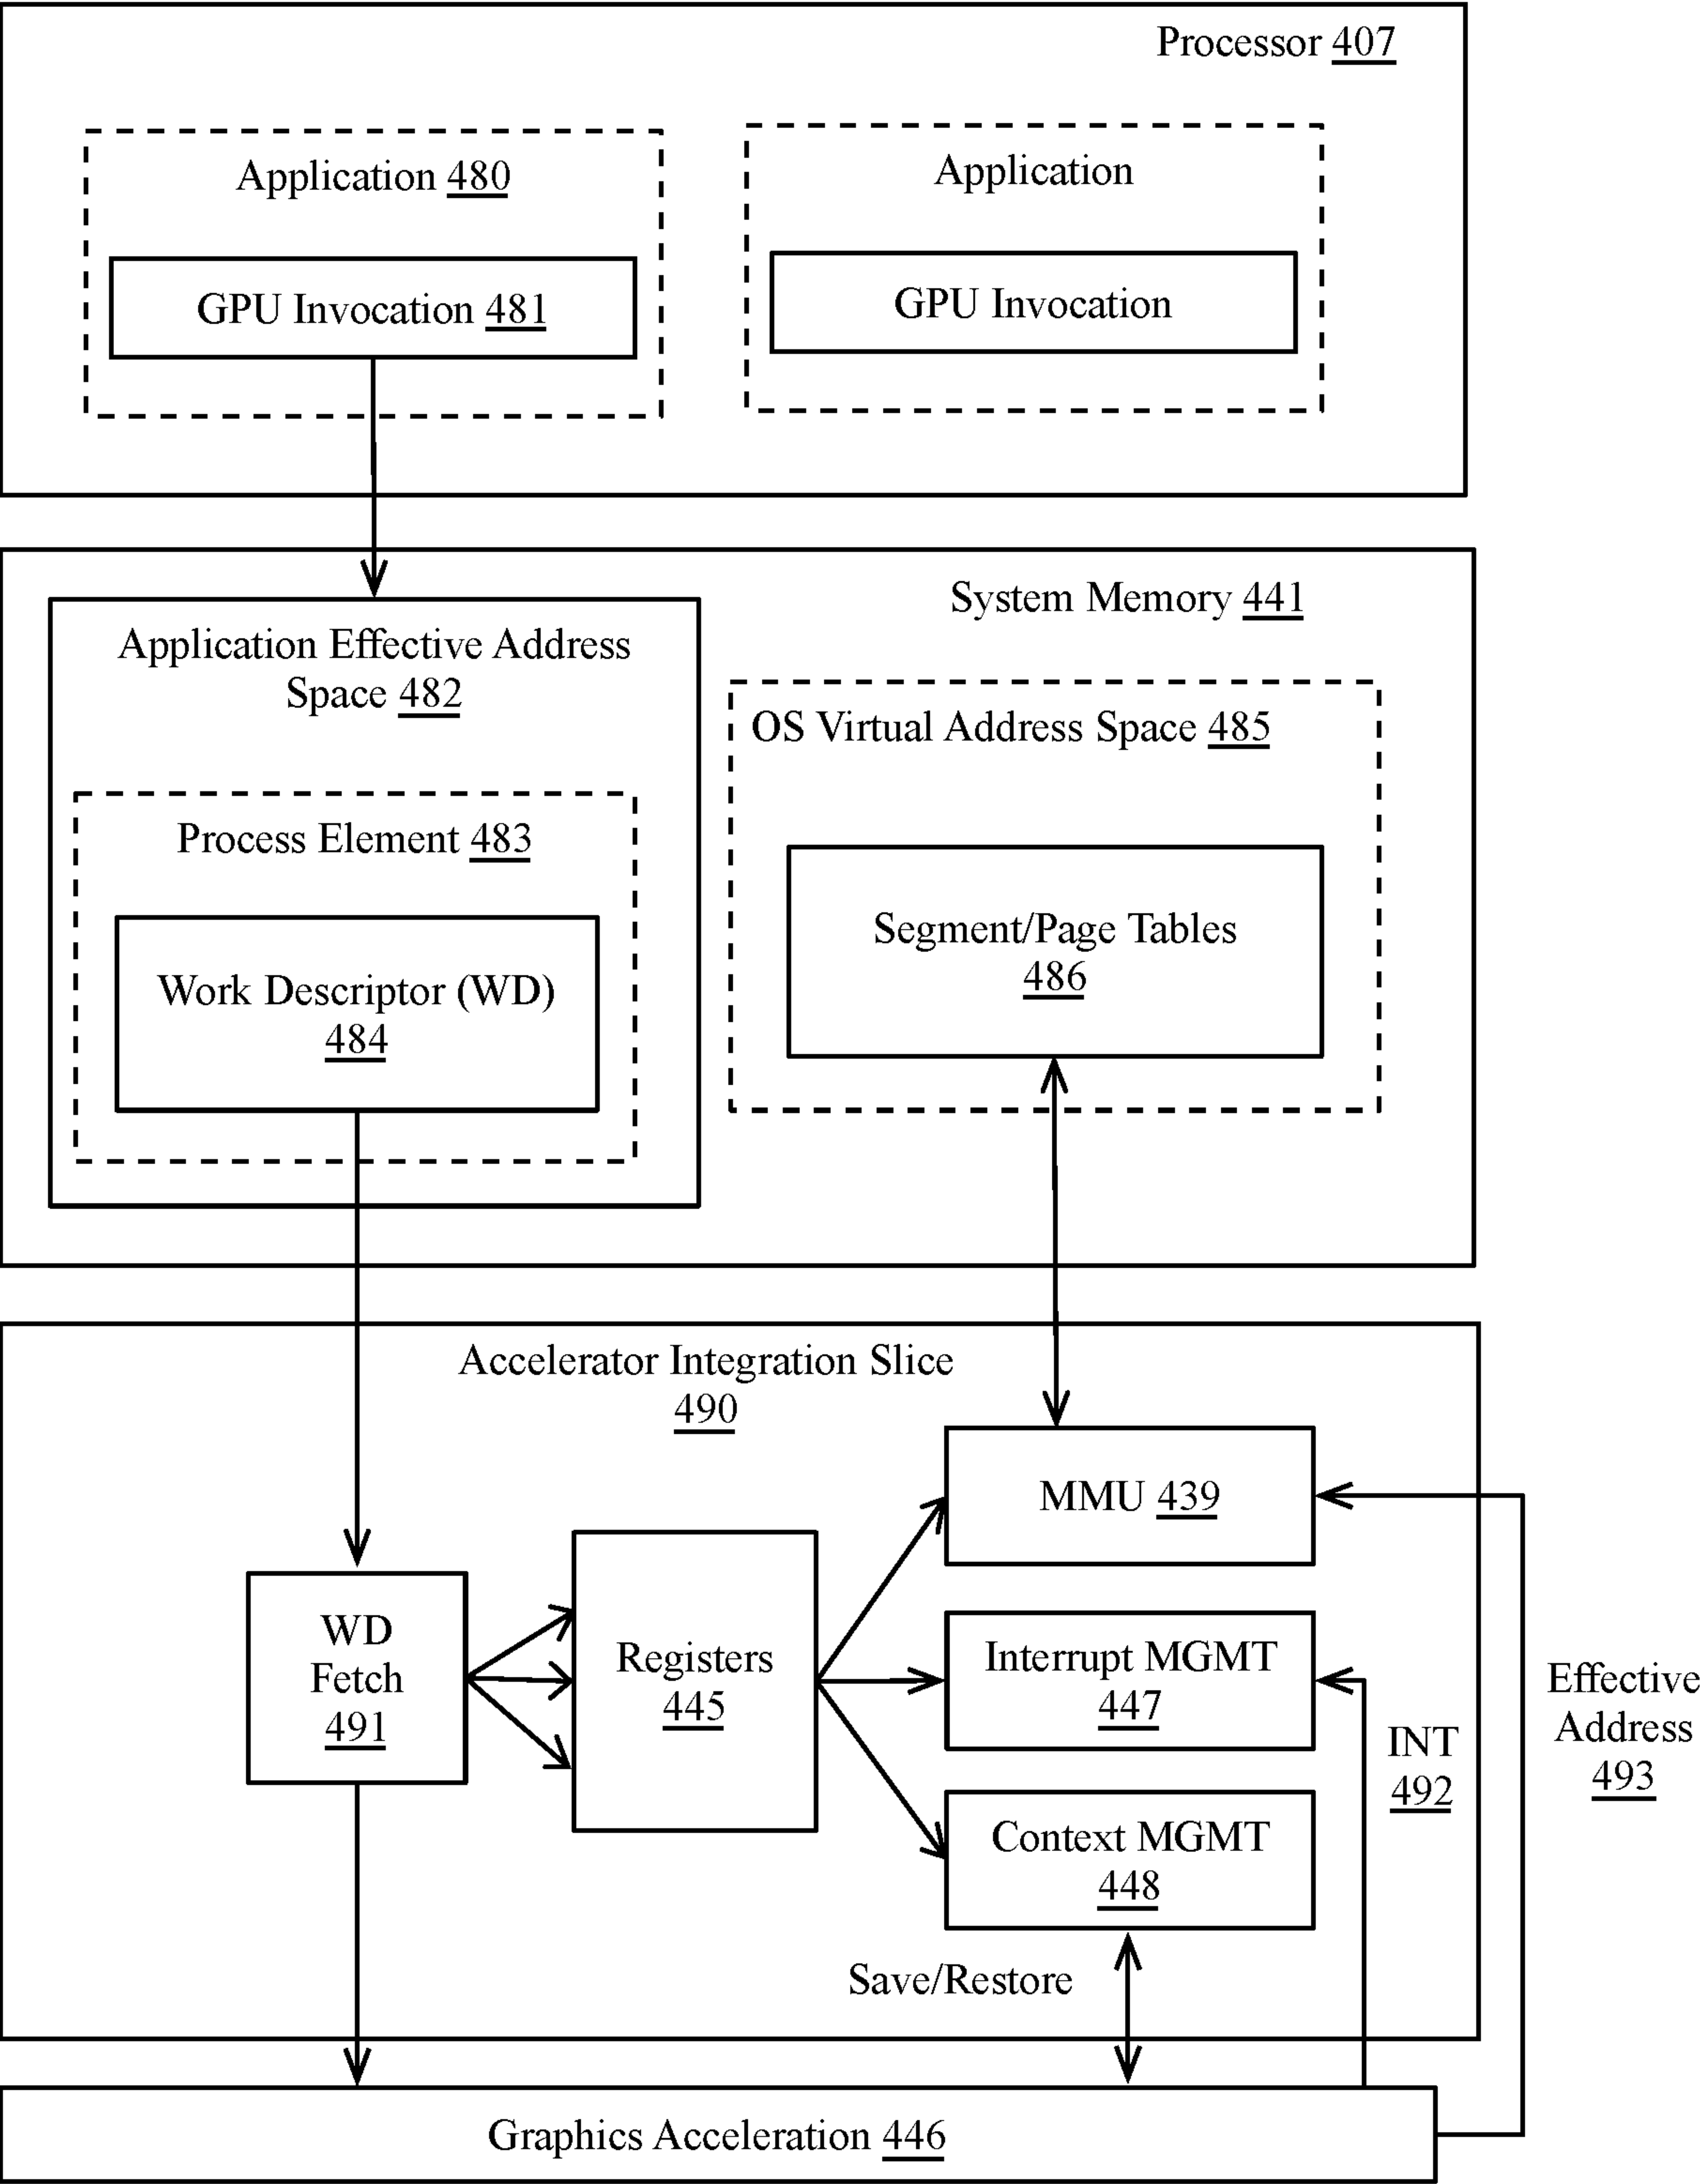 Processor 407
Application 480
Application
GPU Invocation 481
GPU Invocation
System Memory 441
Application Effective Address
Space 482
OS Virtual Address Space 485
Process Element 483
Segment/Page Tables
486
Work Descriptor (WD)
484
Accelerator Integration Slice
490
MMU 439
WD
Fetch
491
Registers
445
Interrupt MGMT
447
Effective
Address
493
INT
492
Context MGMT
448
Save/Restore
Graphics Acceleration 446